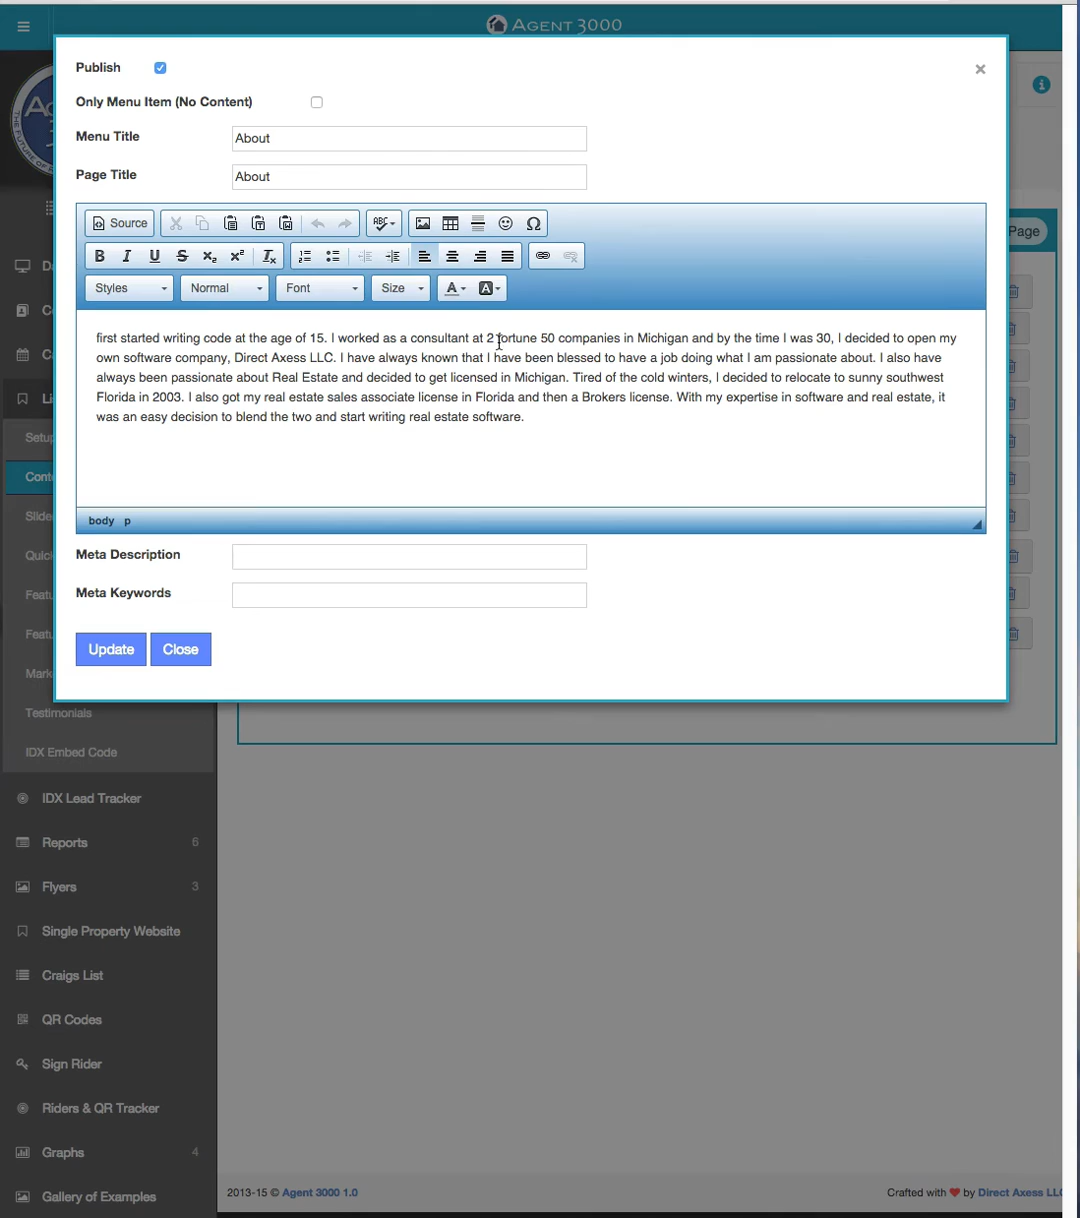 AGENT 3000
Publish
Only Menu Item (No Content)
Menu Title
About
Page Title
About
Page
Source
ABC
Ω
B I U S x₂ x² Tx
Styles
Normal
Font
Size
A
A
first started writing code at the age of 15. I worked as a consultant at 2 fortune 50 companies in Michigan and by the time I was 30, I decided to open my
own software company, Direct Axess LLC. I have always known that I have been blessed to have a job doing what I am passionate about. I also have
always been passionate about Real Estate and decided to get licensed in Michigan. Tired of the cold winters, I decided to relocate to sunny southwest
Florida in 2003. I also got my real estate sales associate license in Florida and then a Brokers license. With my expertise in software and real estate, it
was an easy decision to blend the two and start writing real estate software.
body p
Meta Description
Meta Keywords
Update
Close
Setup
Testimonials
IDX Embed Code
IDX Lead Tracker
Reports 6
Flyers 3
Single Property Website
Craigs List
QR Codes
Sign Rider
Riders & QR Tracker
Graphs 4
Gallery of Examples
2013-15 © Agent 3000 1.0
Crafted with ❤ by Direct Axess LLC